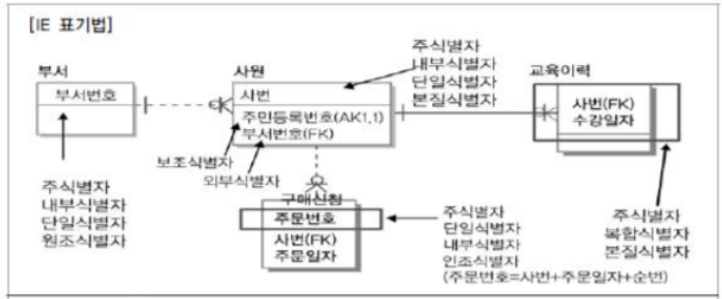 [IE 표기법]
부서
부서번호
주식별자
내부식별자
단일식별자
원조식별자
사원
사번
주민등록번호(AK1,1)
부서번호(FK)
보조식별자
외부식별자
주식별자
내부식별자
단일식별자
본질식별자
교육이력
사번(FK)
수강일자
구매신청
주문번호
사번(FK)
주문일자
주식별자
단일식별자
내부식별자
인조식별자
(주문번호=사번+주문일자+순번)
주식별자
복합식별자
본질식별자